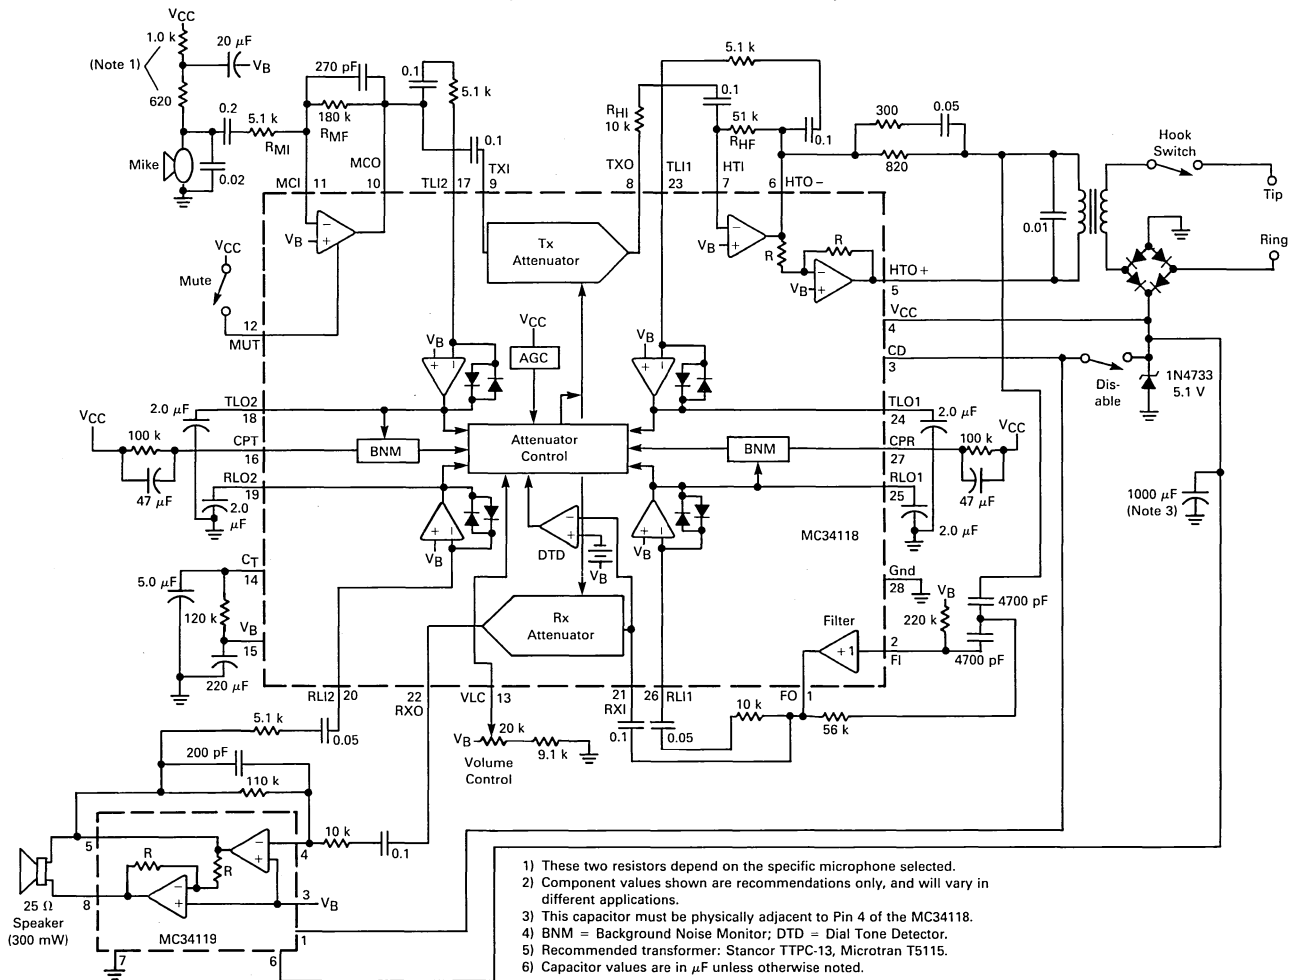 VCC
1.0 k
(Note 1)
20 µF
VB
620
0.2
5.1 k
RMI
Mike
0.02
270 pF
180 k
RMF
MCO
0.1
5.1 k
0.1
TXI
MCI 11
10
TLI2 17
9
5.1 k
RHI
10 k
0.1
51 k
RHF
0.1
TXO
8
TLI1
23
HTI
7
6
HTO−
300
0.05
820
Hook
Switch
Tip
Ring
0.01
VCC
Mute
12
MUT
VB
−
+
Tx
Attenuator
VB
−
+
R
R
VB
−
+
HTO+
5
VCC
4
CD
3
Dis-
able
1N4733
5.1 V
VCC
AGC
VB
+
−
VB
+
−
TLO2
18
2.0 µF
VCC
100 k
47 µF
CPT
16
BNM
Attenuator
Control
BNM
TLO1
24
2.0 µF
CPR
27
100 k
VCC
47 µF
RLO2
19
2.0
µF
RLO1
25
2.0 µF
1000 µF
(Note 3)
+
−
VB
DTD
−
+
VB
+
−
VB
MC34118
CT
14
5.0 µF
120 k
VB
15
220 µF
Rx
Attenuator
Filter
+1
Gnd
28
VB
220 k
4700 pF
4700 pF
2
FI
RLI2 20
22
RXO
VLC 13
21
RXI
26 RLI1
FO 1
5.1 k
0.05
VB
20 k
9.1 k
Volume
Control
0.1
0.05
10 k
56 k
200 pF
110 k
10 k
0.1
5
4
−
+
R
R
−
+
8
3
VB
1
25 Ω
Speaker
(300 mW)
MC34119
7
6
1) These two resistors depend on the specific microphone selected.
2) Component values shown are recommendations only, and will vary in
different applications.
3) This capacitor must be physically adjacent to Pin 4 of the MC34118.
4) BNM = Background Noise Monitor; DTD = Dial Tone Detector.
5) Recommended transformer: Stancor TTPC-13, Microtran T5115.
6) Capacitor values are in µF unless otherwise noted.